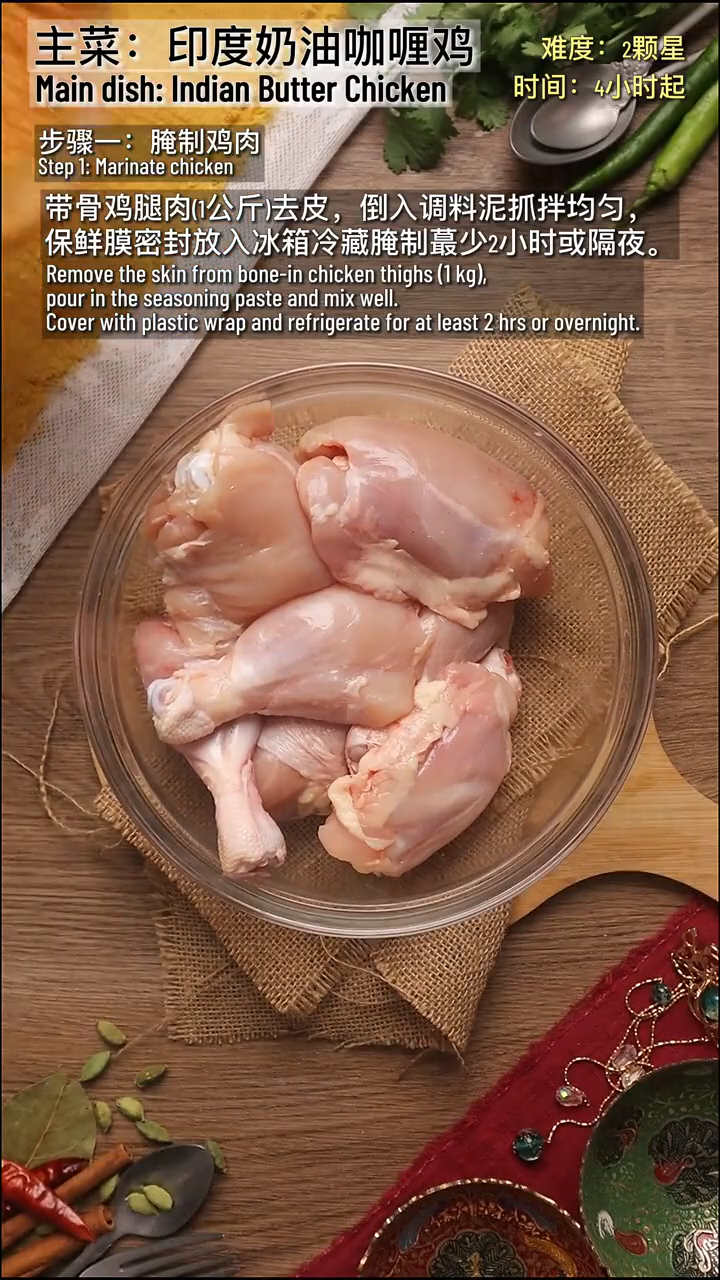 主菜：印度奶油咖喱鸡
Main dish: Indian Butter Chicken
难度：2颗星
时间：4小时起
步骤一：腌制鸡肉
Step 1: Marinate chicken
带骨鸡腿肉(1公斤)去皮，倒入调料泥抓拌均匀，
保鲜膜密封放入冰箱冷藏腌制蕞少2小时或隔夜。
Remove the skin from bone-in chicken thighs (1 kg),
pour in the seasoning paste and mix well.
Cover with plastic wrap and refrigerate for at least 2 hrs or overnight.